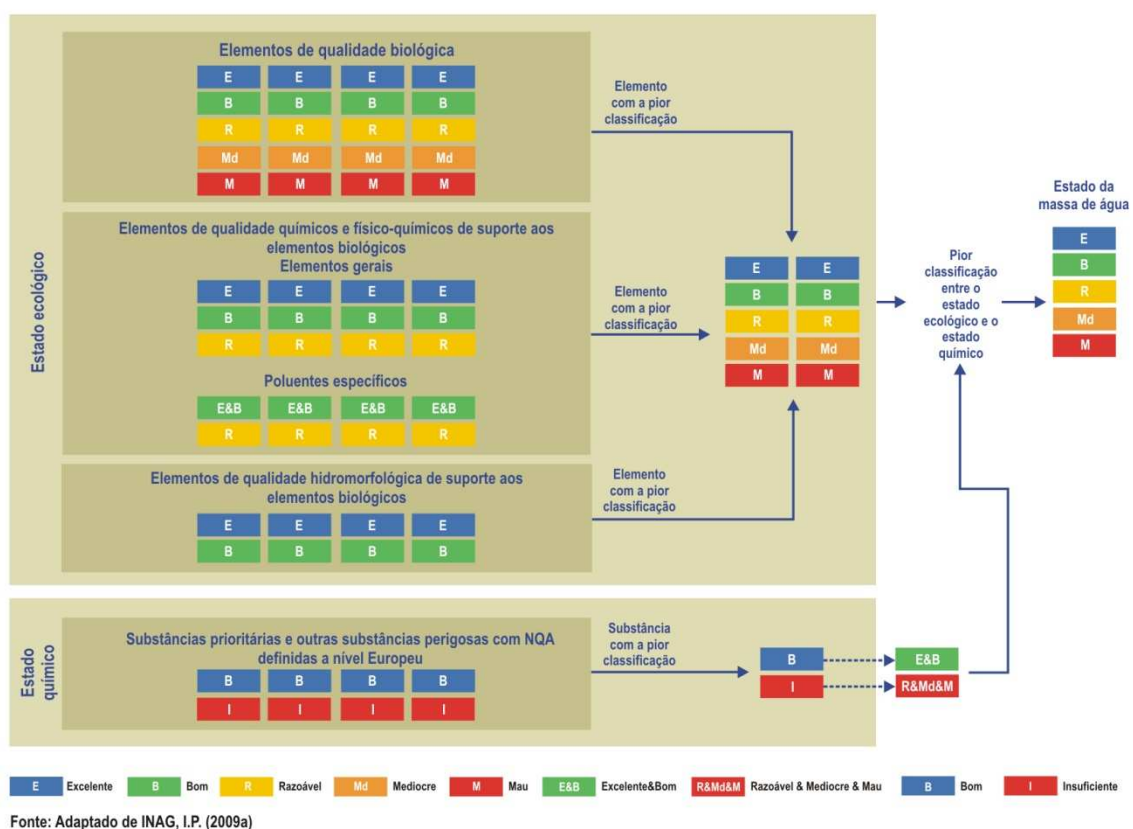 Estado ecológico
Elementos de qualidade biológica
E E E E
B B B B
R R R R
Md Md Md Md
M M M M
Elemento
com a pior
classificação
Elementos de qualidade químicos e físico-químicos de suporte aos
elementos biológicos
Elementos gerais
E E E E
B B B B
R R R R
Poluentes específicos
E&B E&B E&B E&B
R R R R
Elemento
com a pior
classificação
Elementos de qualidade hidromorfológica de suporte aos
elementos biológicos
E E E E
B B B B
Elemento
com a pior
classificação
E E
B B
R R
Md Md
M M
Pior
classificação
entre o
estado
ecológico e o
estado
químico
Estado da
massa de água
E
B
R
Md
M
Estado
químico
Substâncias prioritárias e outras substâncias perigosas com NQA
definidas a nível Europeu
B B B B
I I I I
Substância
com a pior
classificação
B E&B
I R&Md&M
E Excelente B Bom R Razoável Md Mediocre M Mau E&B Excelente&Bom R&Md&M Razoável & Mediocre & Mau B Bom I Insuficiente
Fonte: Adaptado de INAG, I.P. (2009a)